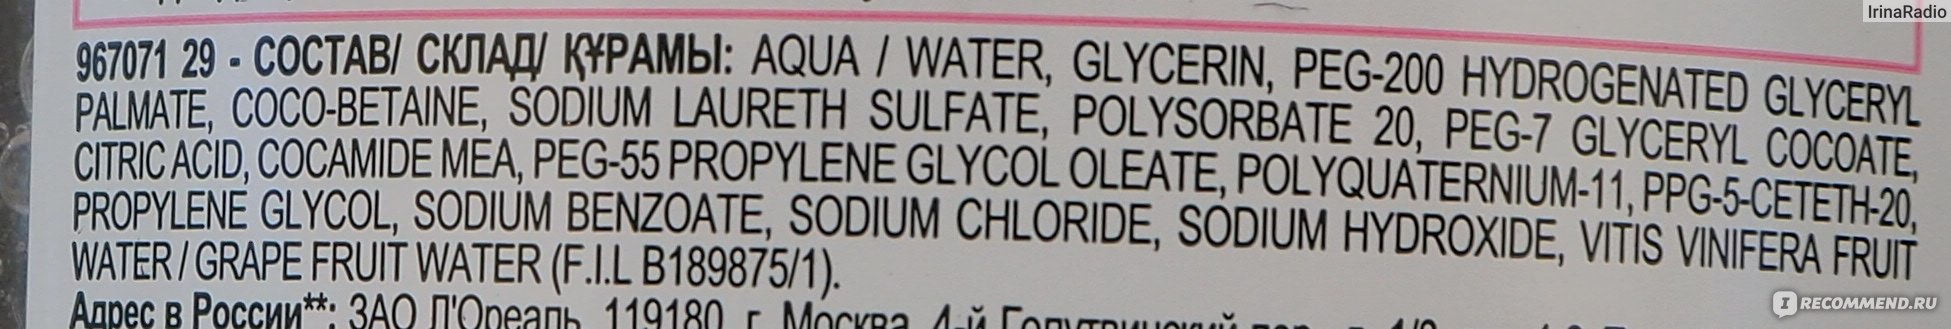 IrinaRadio
967071 29 - СОСТАВ/ СКЛАД/ ҚҰРАМЫ: AQUA / WATER, GLYCERIN, PEG-200 HYDROGENATED GLYCERYL
PALMATE, COCO-BETAINE, SODIUM LAURETH SULFATE, POLYSORBATE 20, PEG-7 GLYCERYL COCOATE,
CITRIC ACID, COCAMIDE MEA, PEG-55 PROPYLENE GLYCOL OLEATE, POLYQUATERNIUM-11, PPG-5-CETETH-20,
PROPYLENE GLYCOL, SODIUM BENZOATE, SODIUM CHLORIDE, SODIUM HYDROXIDE, VITIS VINIFERA FRUIT
WATER / GRAPE FRUIT WATER (F.I.L B189875/1).
Адрес в России**: ЗАО Л'Ореаль, 119180, г. Москва, 4-й Голутвинский пер.
I RECOMMEND.RU